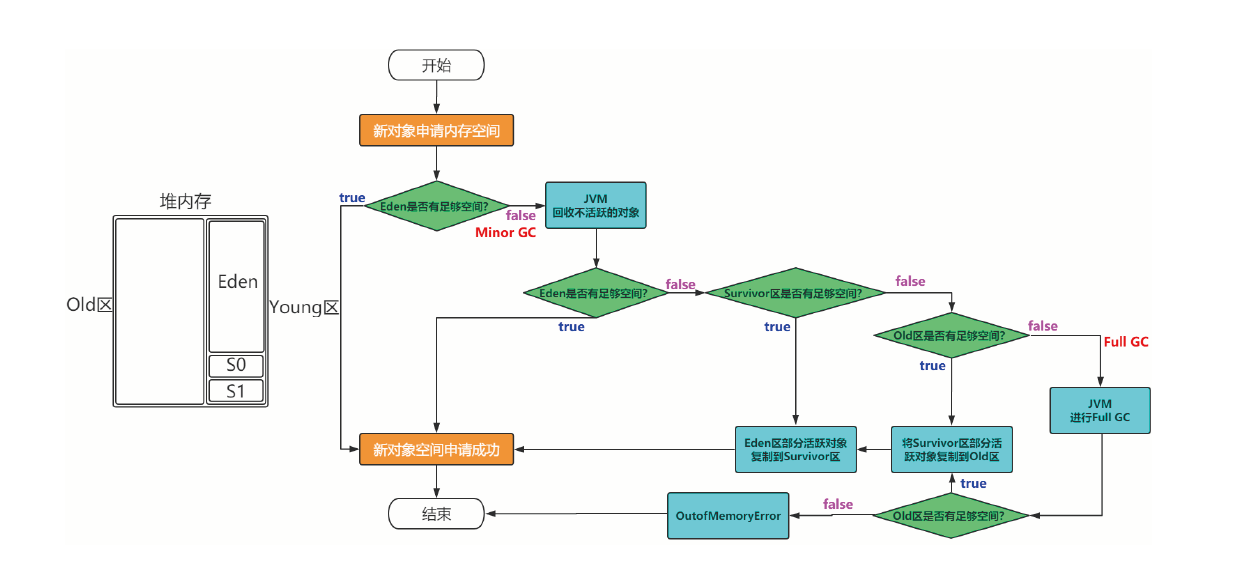 开始
新对象申请内存空间
true
Eden是否有足够空间?
false
Minor GC
JVM
回收不活跃的对象
堆内存
Old区
Eden
S0
S1
Young区
Eden是否有足够空间?
false
true
Survivor区是否有足够空间?
false
true
Old区是否有足够空间?
false
Full GC
true
JVM
进行Full GC
新对象空间申请成功
Eden区部分活跃对象
复制到Survivor区
将Survivor区部分活
跃对象复制到Old区
true
结束
OutofMemoryError
false
Old区是否有足够空间?